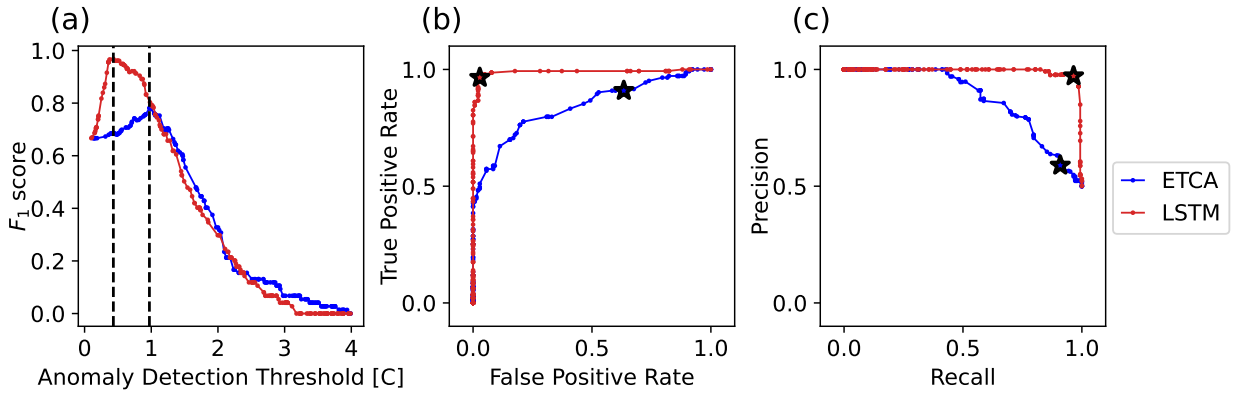 (a)
(b)
(c)
F1 score
1.0
0.8
0.6
0.4
0.2
0.0
0
1
2
3
4
Anomaly Detection Threshold [C]
True Positive Rate
1.0
0.5
0.0
0.0
0.5
1.0
False Positive Rate
Precision
1.0
0.5
0.0
0.0
0.5
1.0
Recall
ETCA
LSTM